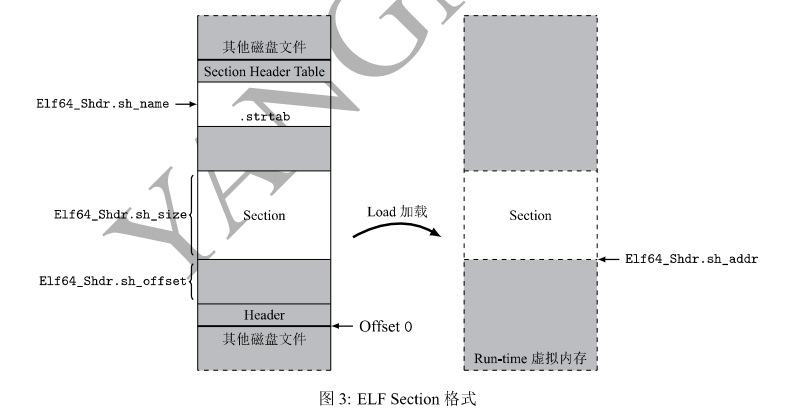 其他磁盘文件
Section Header Table
Elf64_Shdr.sh_name
.strtab
Elf64_Shdr.sh_size
Section
Load 加载
Section
Elf64_Shdr.sh_addr
Elf64_Shdr.sh_offset
Header
Offset 0
其他磁盘文件
Run-time 虚拟内存
图 3: ELF Section 格式
YANG